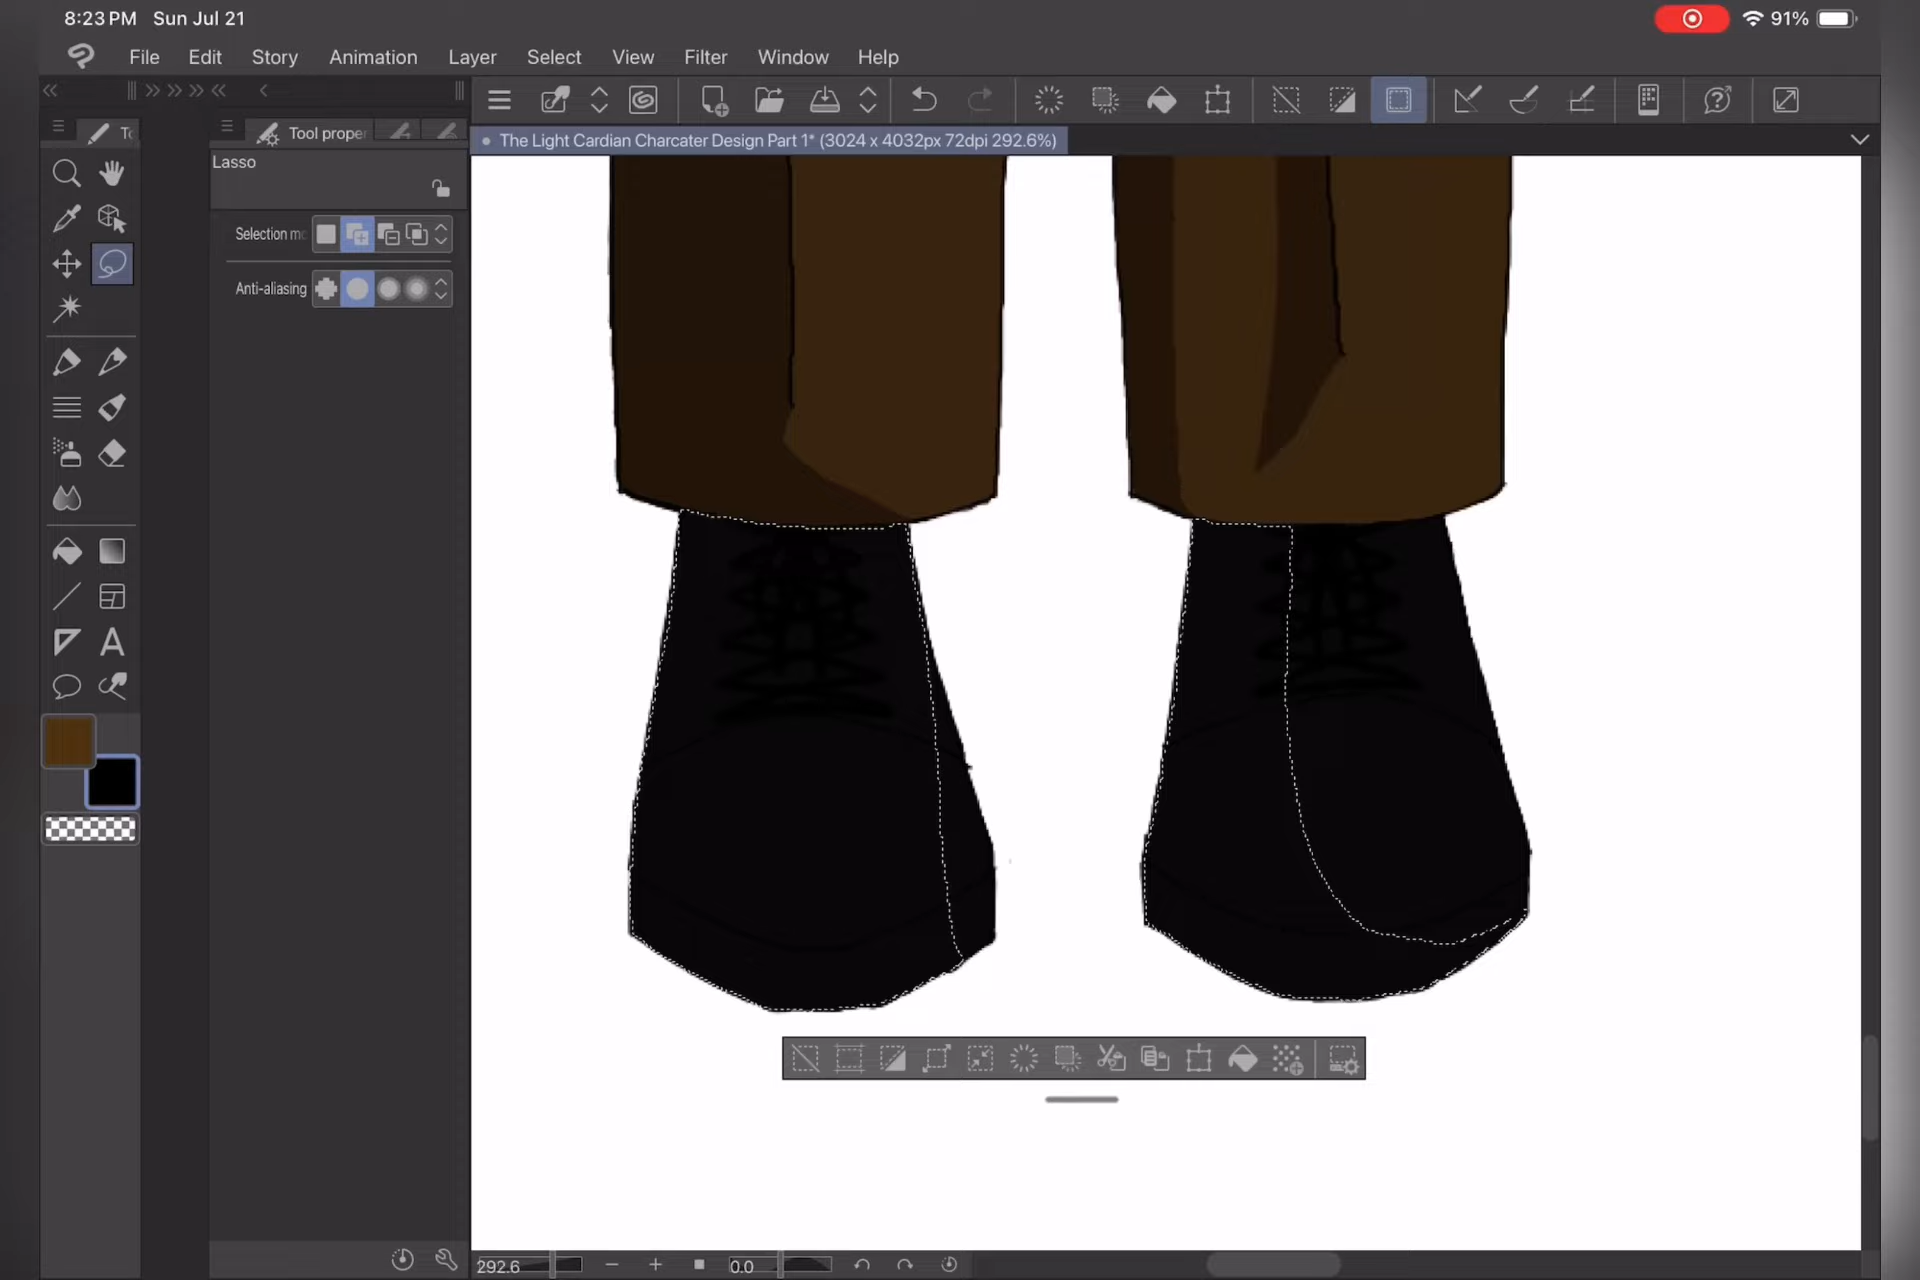 8:23 PM Sun Jul 21
91%
File Edit Story Animation Layer Select View Filter Window Help
Tool proper
The Light Cardian Charcater Design Part 1* (3024 x 4032px 72dpi 292.6%)
Lasso
Selection mo
Anti-aliasing
A
292.6
0.0